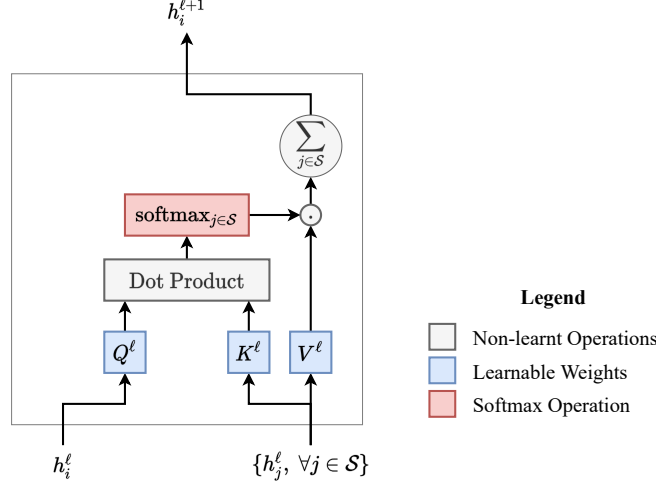 h_i^{ℓ+1}
∑_{j∈𝒮}
softmax_{j∈𝒮}
Dot Product
Q^ℓ K^ℓ V^ℓ
h_i^ℓ {h_j^ℓ, ∀j ∈ 𝒮}
Legend
Non-learnt Operations
Learnable Weights
Softmax Operation